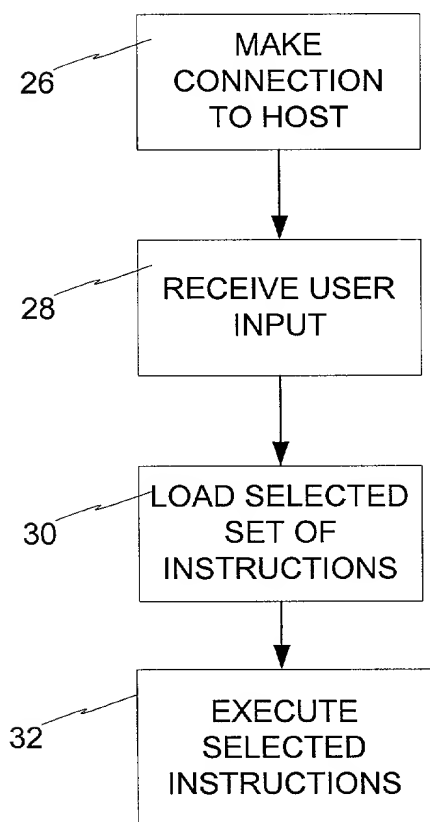 26
MAKE
CONNECTION
TO HOST
28
RECEIVE USER
INPUT
30
LOAD SELECTED
SET OF
INSTRUCTIONS
32
EXECUTE
SELECTED
INSTRUCTIONS